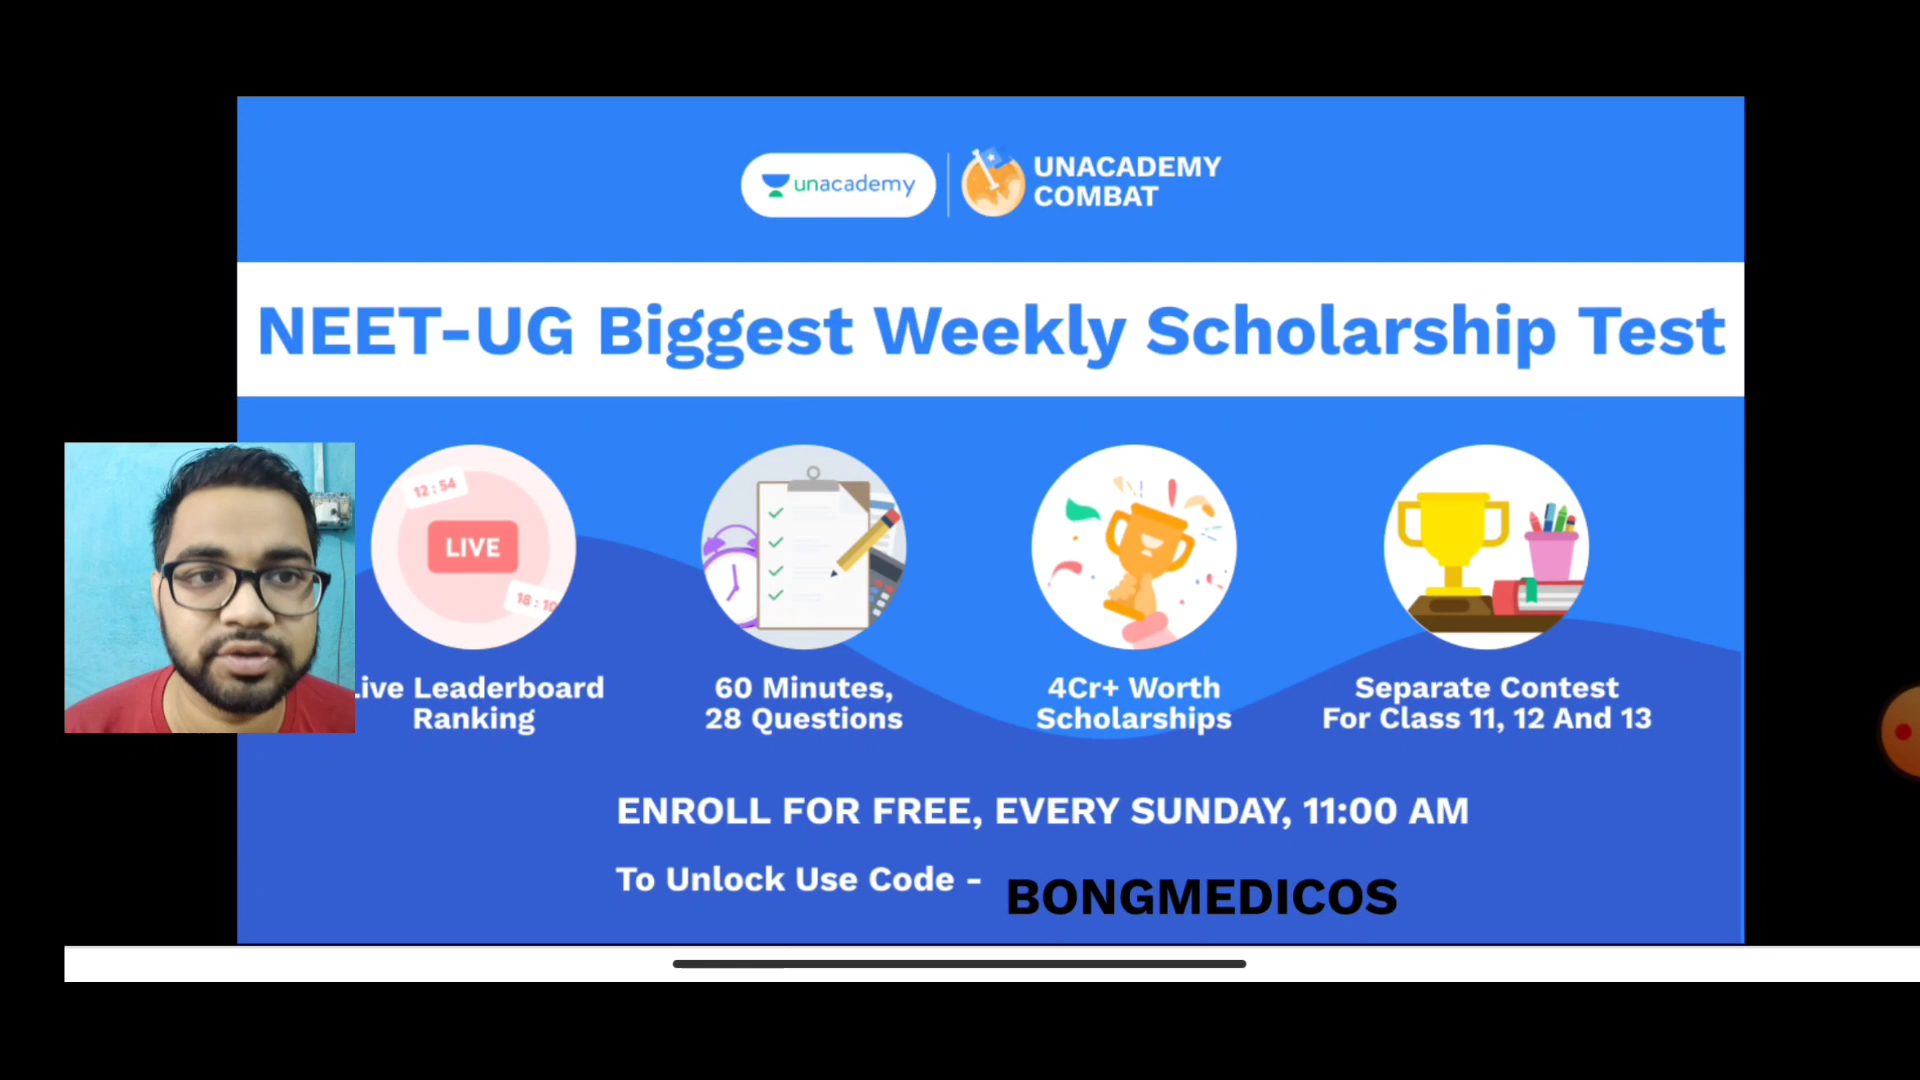 unacademy
UNACADEMY
COMBAT
NEET-UG Biggest Weekly Scholarship Test
12:54
LIVE
18:10
ive Leaderboard
Ranking
60 Minutes,
28 Questions
4Cr+ Worth
Scholarships
Separate Contest
For Class 11, 12 And 13
ENROLL FOR FREE, EVERY SUNDAY, 11:00 AM
To Unlock Use Code - BONGMEDICOS